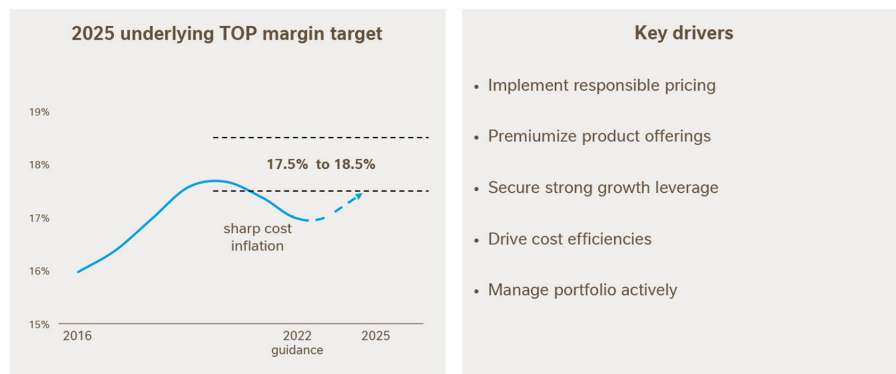 2025 underlying TOP margin target
19%
18%
17%
16%
15%
17.5% to 18.5%
sharp cost
inflation
2016
2022
guidance
2025
Key drivers
• Implement responsible pricing
• Premiumize product offerings
• Secure strong growth leverage
• Drive cost efficiencies
• Manage portfolio actively